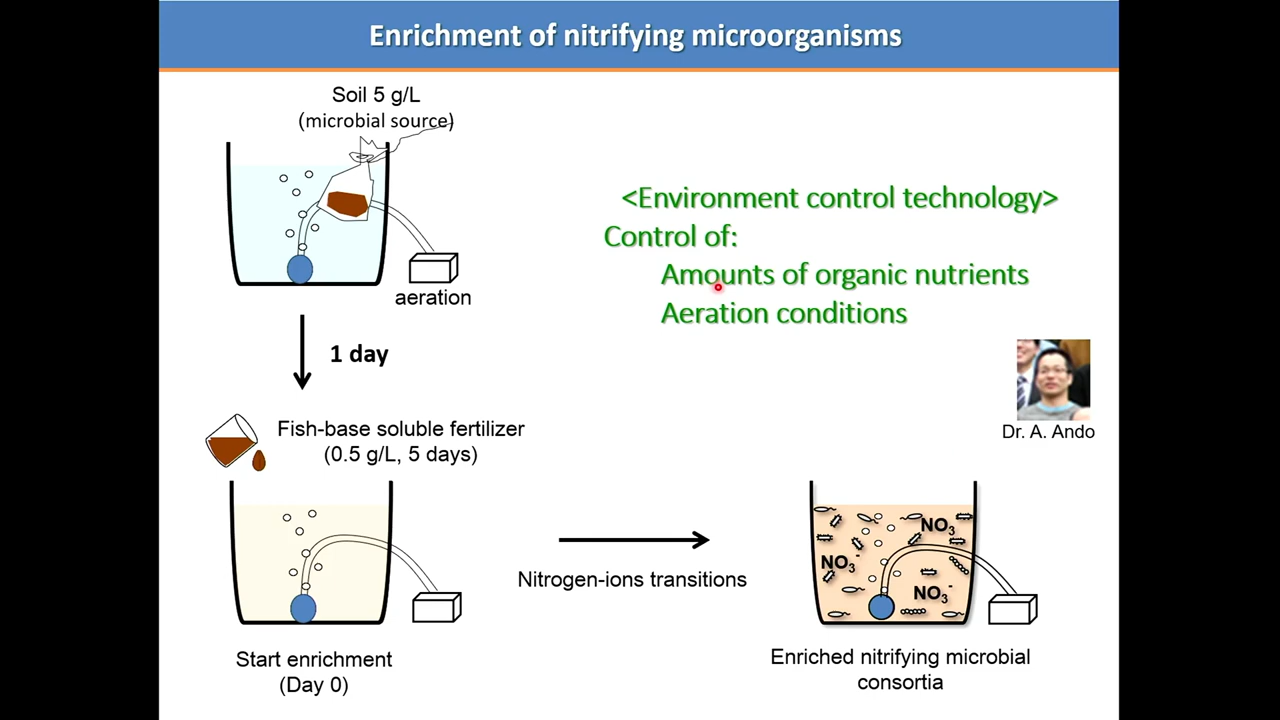 Enrichment of nitrifying microorganisms
Soil 5 g/L
(microbial source)
aeration
<Environment control technology>
Control of:
Amounts of organic nutrients
Aeration conditions
1 day
Dr. A. Ando
Fish-base soluble fertilizer
(0.5 g/L, 5 days)
Nitrogen-ions transitions
NO₃⁻
NO₃⁻
NO₃⁻
Start enrichment
(Day 0)
Enriched nitrifying microbial
consortia